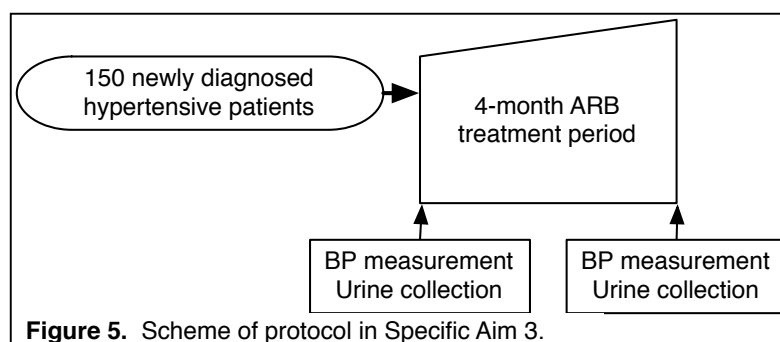 150 newly diagnosed
hypertensive patients
4-month ARB
treatment period
BP measurement
Urine collection
BP measurement
Urine collection
Figure 5. Scheme of protocol in Specific Aim 3.